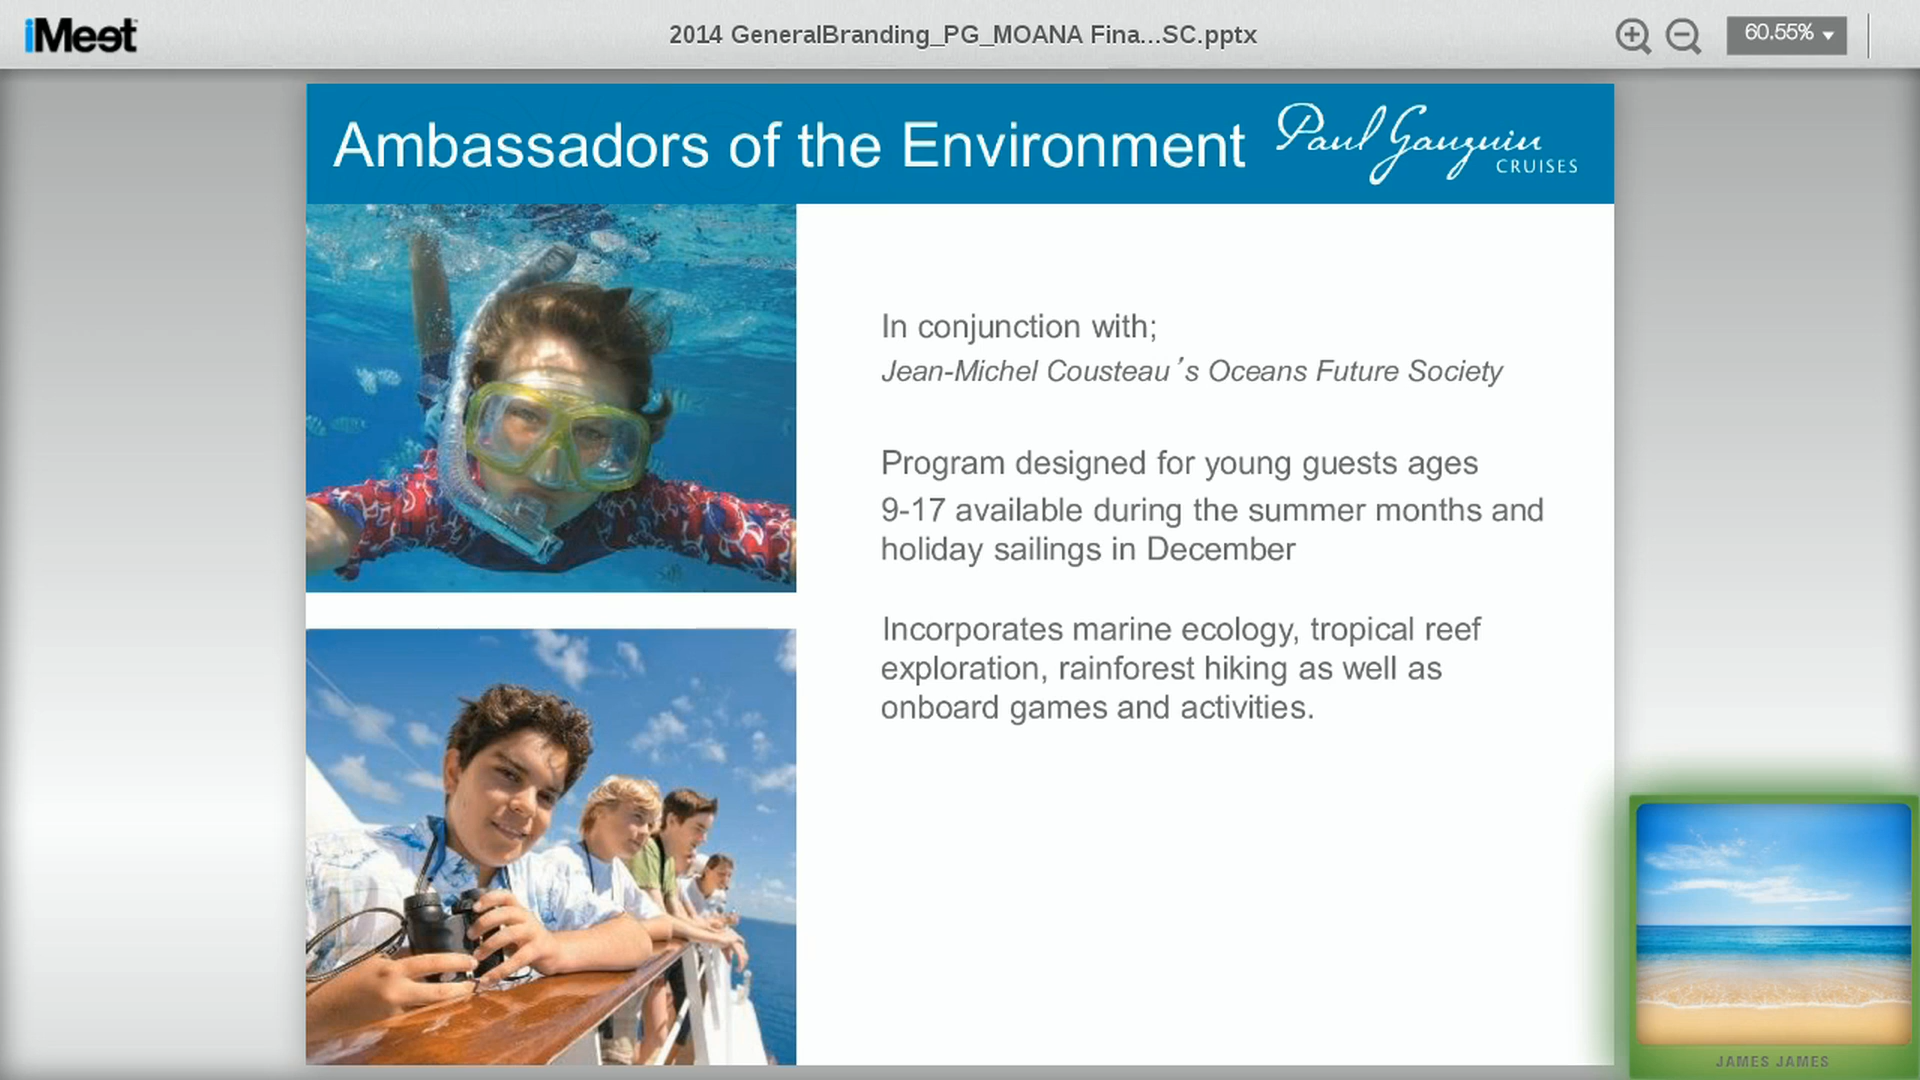 iMeet
2014 GeneralBranding_PG_MOANA Fina...SC.pptx
60.55%
Ambassadors of the Environment
Paul Gauguin
CRUISES
In conjunction with;
Jean-Michel Cousteau's Oceans Future Society
Program designed for young guests ages
9-17 available during the summer months and
holiday sailings in December
Incorporates marine ecology, tropical reef
exploration, rainforest hiking as well as
onboard games and activities.
JAMES JAMES